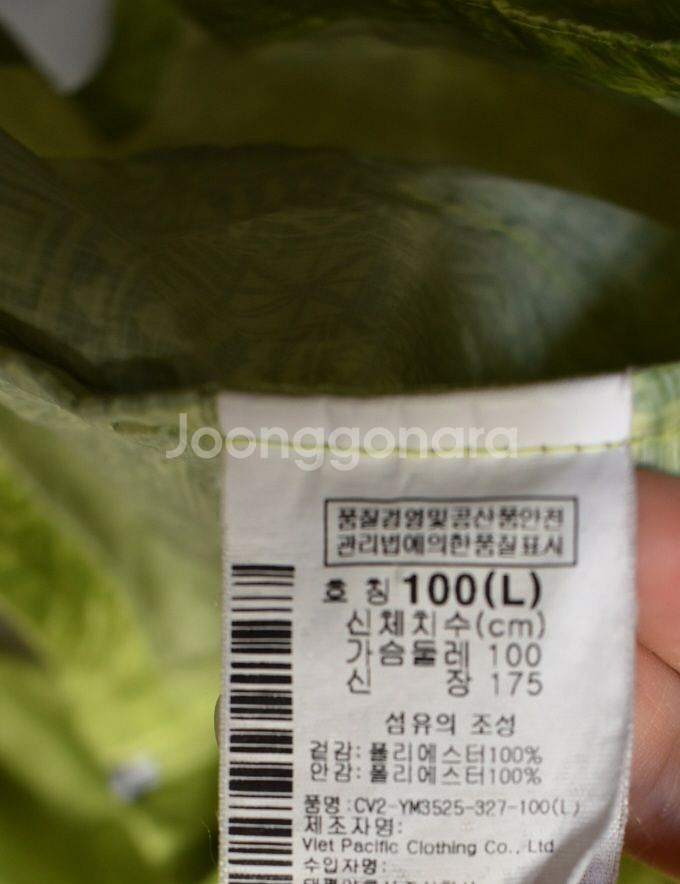 Joonggonara
품질경영및공산품안전
관리법에의한품질표시
호 칭 100(L)
신체치수(cm)
가슴둘레 100
신 장 175
섬유의 조성
겉감: 폴리에스터100%
안감: 폴리에스터100%
품명:CV2-YM3525-327-100(L)
제조자명:
Viet Pacific Clothing Co., Ltd
수입자명: